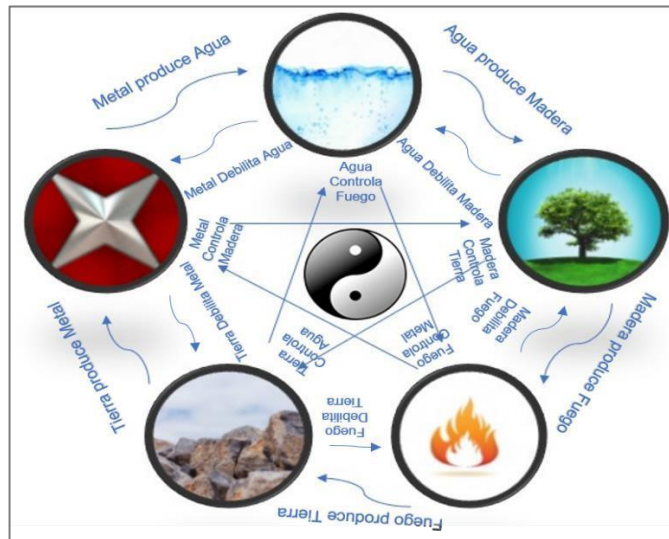 Metal produce Agua
Agua produce Madera
Metal Debilita Agua
Agua Debilita Madera
Agua
Controla
Fuego
Metal
Controla
Madera
Madera
Controla
Tierra
Tierra Debilita Metal
Madera
Debilita
Fuego
Tierra
Controla
Agua
Fuego
Controla
Metal
Tierra produce Metal
Madera produce Fuego
Fuego
Debilita
Tierra
Fuego produce Tierra